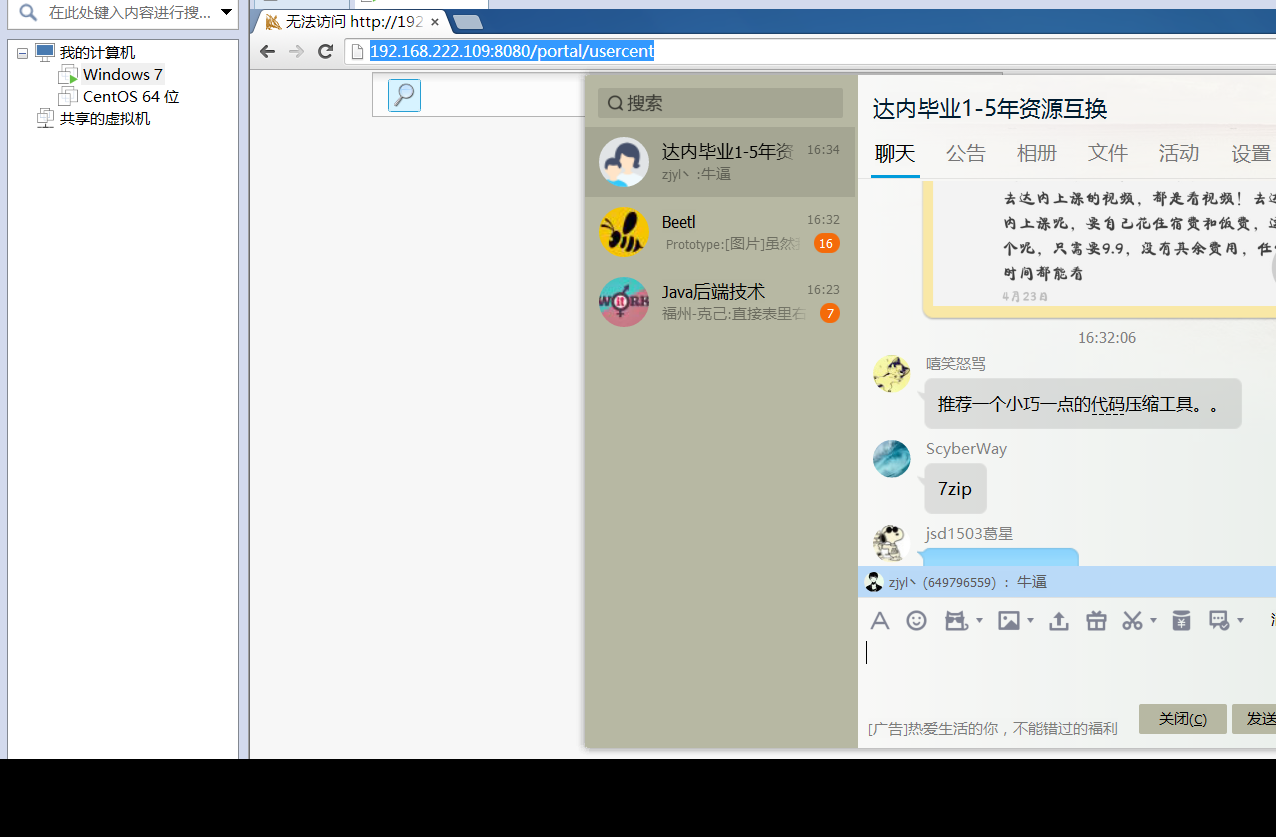 在此处键入内容进行搜...
我的计算机
Windows 7
CentOS 64 位
共享的虚拟机
无法访问 http://192
192.168.222.109:8080/portal/usercent
搜索
达内毕业1-5年资
16:34
zjyl丶:牛逼
Beetl
16:32
Prototype:[图片]虽然
16
Java后端技术
16:23
福州-克己:直接表里右
7
达内毕业1-5年资源互换
聊天 公告 相册 文件 活动 设置
去达内上课的视频，都是看视频！去达
内上课呢，要自己花住宿费和饭费，这
个呢，只需要9.9，没有其余费用，任何
时间都能看
4月23日
16:32:06
嘻笑怒骂
推荐一个小巧一点的代码压缩工具。。
ScyberWay
7zip
jsd1503葛星
zjyl丶 (649796559) ： 牛逼
[广告]热爱生活的你，不能错过的福利
关闭(C)
发送